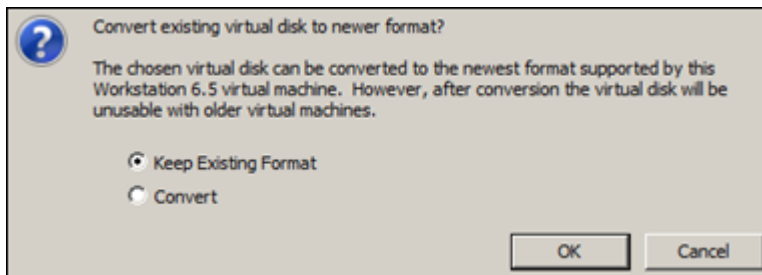 Convert existing virtual disk to newer format?
The chosen virtual disk can be converted to the newest format supported by this
Workstation 6.5 virtual machine.  However, after conversion the virtual disk will be
unusable with older virtual machines.
Keep Existing Format
Convert
OK
Cancel